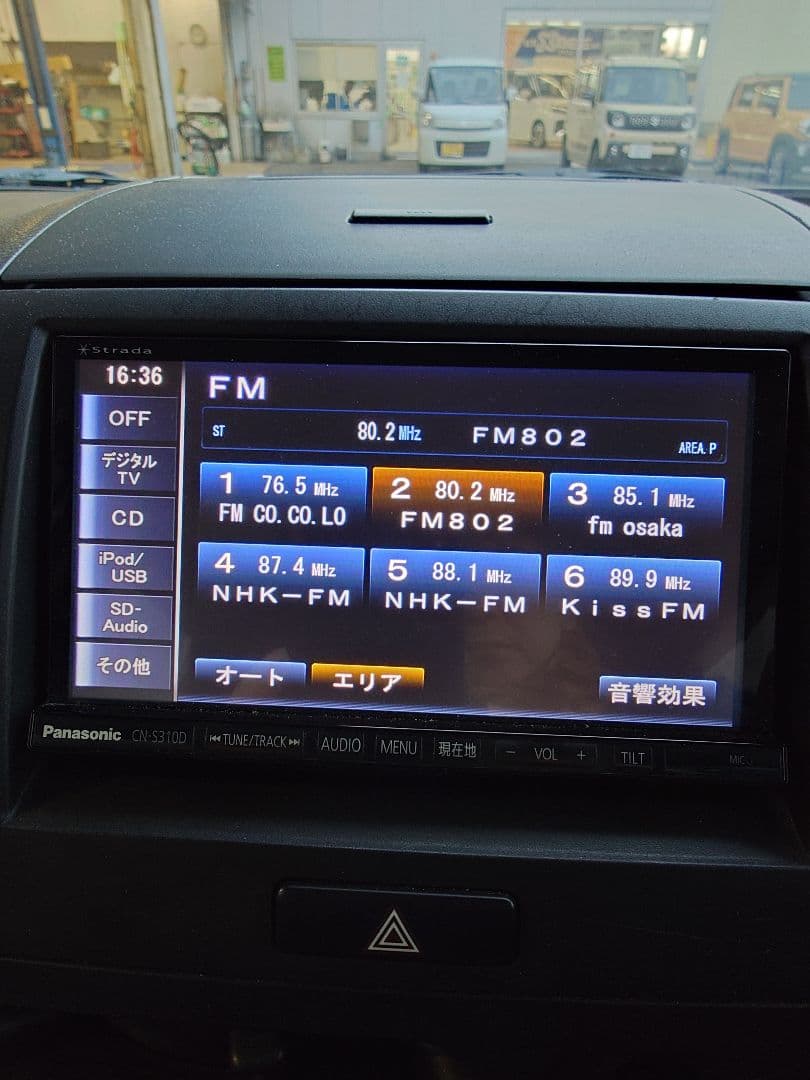 Strada
16:36
FM
OFF
ST 80.2MHz FM802 AREA.P
デジタル
TV
1 76.5 MHz
FM CO.CO.LO
2 80.2 MHz
FM802
3 85.1 MHz
fm osaka
CD
4 87.4 MHz
NHK－FM
5 88.1 MHz
NHK－FM
6 89.9 MHz
KissFM
iPod/
USB
SD-
Audio
その他
オート
エリア
音響効果
Panasonic CN-S310D TUNE/TRACK AUDIO MENU 現在地 － VOL ＋ TILT MIC